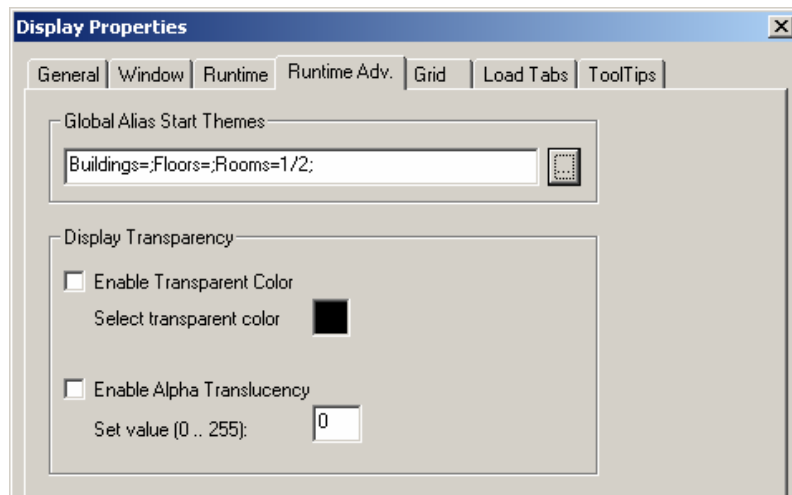 Display Properties
General Window Runtime Runtime Adv. Grid Load Tabs ToolTips
Global Alias Start Themes
Buildings=;Floors=;Rooms=1/2;
...
Display Transparency
Enable Transparent Color
Select transparent color
Enable Alpha Translucency
Set value (0 .. 255): 0